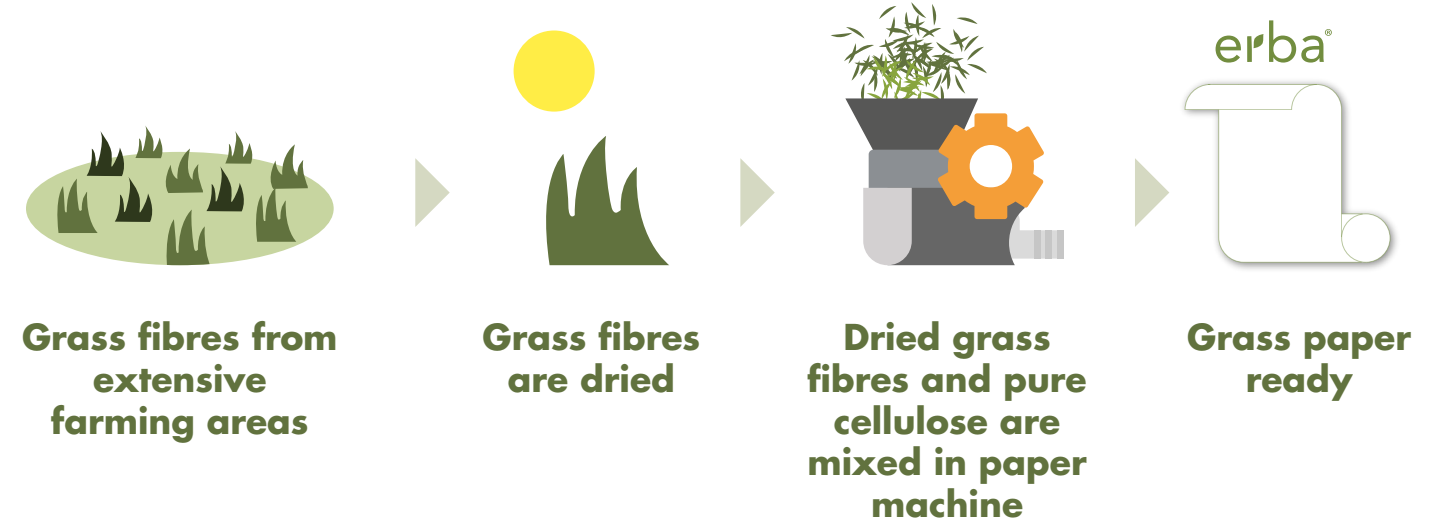 erba®
Grass fibres from
extensive
farming areas
Grass fibres
are dried
Dried grass
fibres and pure
cellulose are
mixed in paper
machine
Grass paper
ready